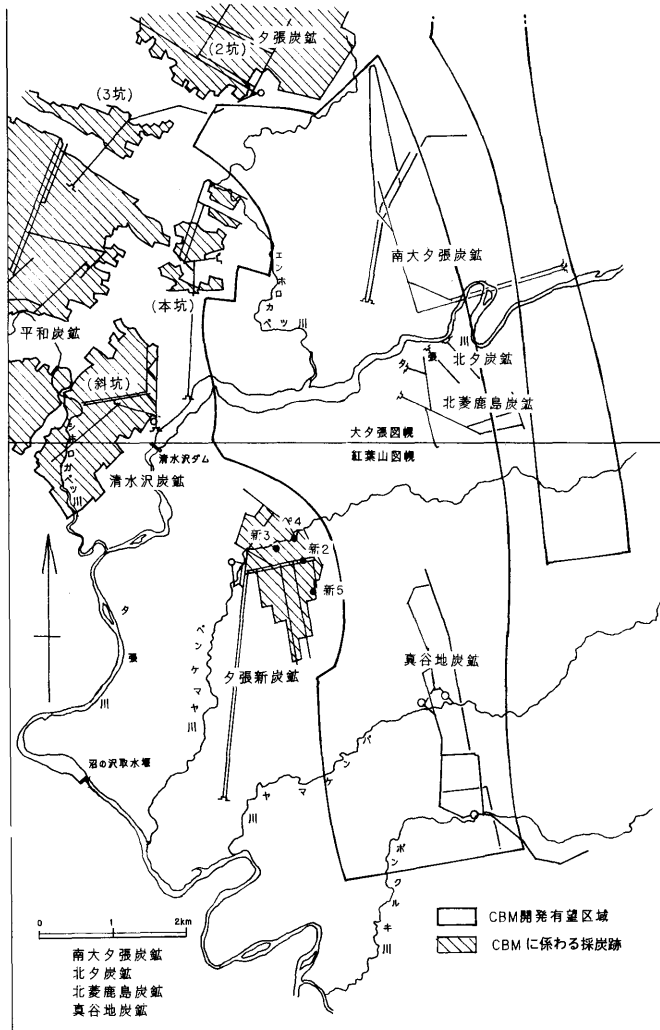 (2坑)
夕張炭鉱
(3坑)
南大夕張炭鉱
(本坑)
エンホロカベツ川
平和炭鉱
夕張川
北夕炭鉱
(斜坑)
北菱鹿島炭鉱
エンホロカベツ川
大夕張図幌
紅葉山図幌
清水沢ダム
清水沢炭鉱
ペ4
新3
新2
新5
夕張川
ペンケマヤ川
夕張新炭鉱
真谷地炭鉱
沼の沢取水堰
パンケマヤ川
ポンクルキ川
0 1 2km
CBM開発有望区域
CBMに係わる採炭跡
南大夕張炭鉱
北夕炭鉱
北菱鹿島炭鉱
真谷地炭鉱